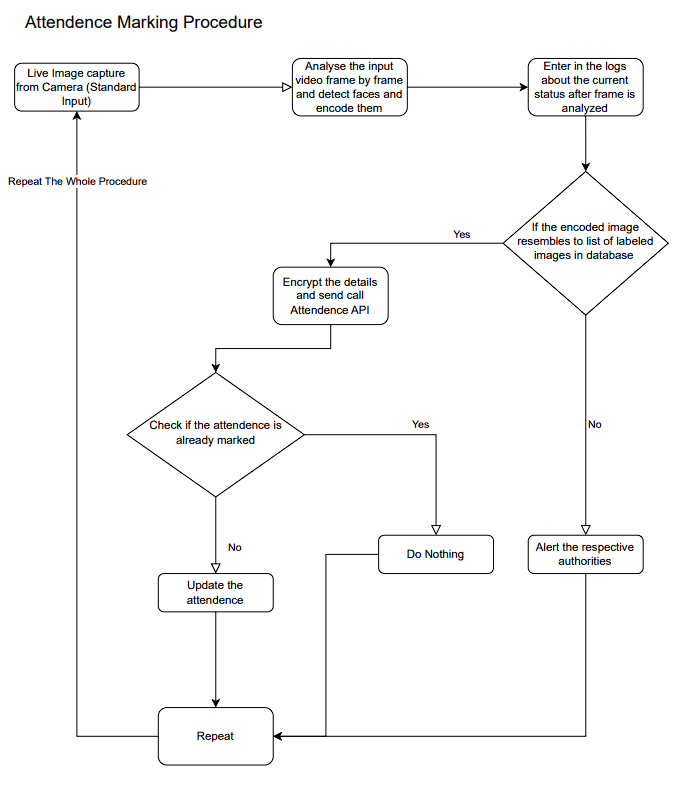 Attendence Marking Procedure
Live Image capture
from Camera (Standard
Input)
Analyse the input
video frame by frame
and detect faces and
encode them
Enter in the logs
about the current
status after frame is
analyzed
Repeat The Whole Procedure
If the encoded image
resembles to list of labeled
images in database
Yes
Encrypt the details
and send call
Attendence API
Check if the attendence is
already marked
Yes
No
No
Do Nothing
Alert the respective
authorities
Update the
attendence
Repeat